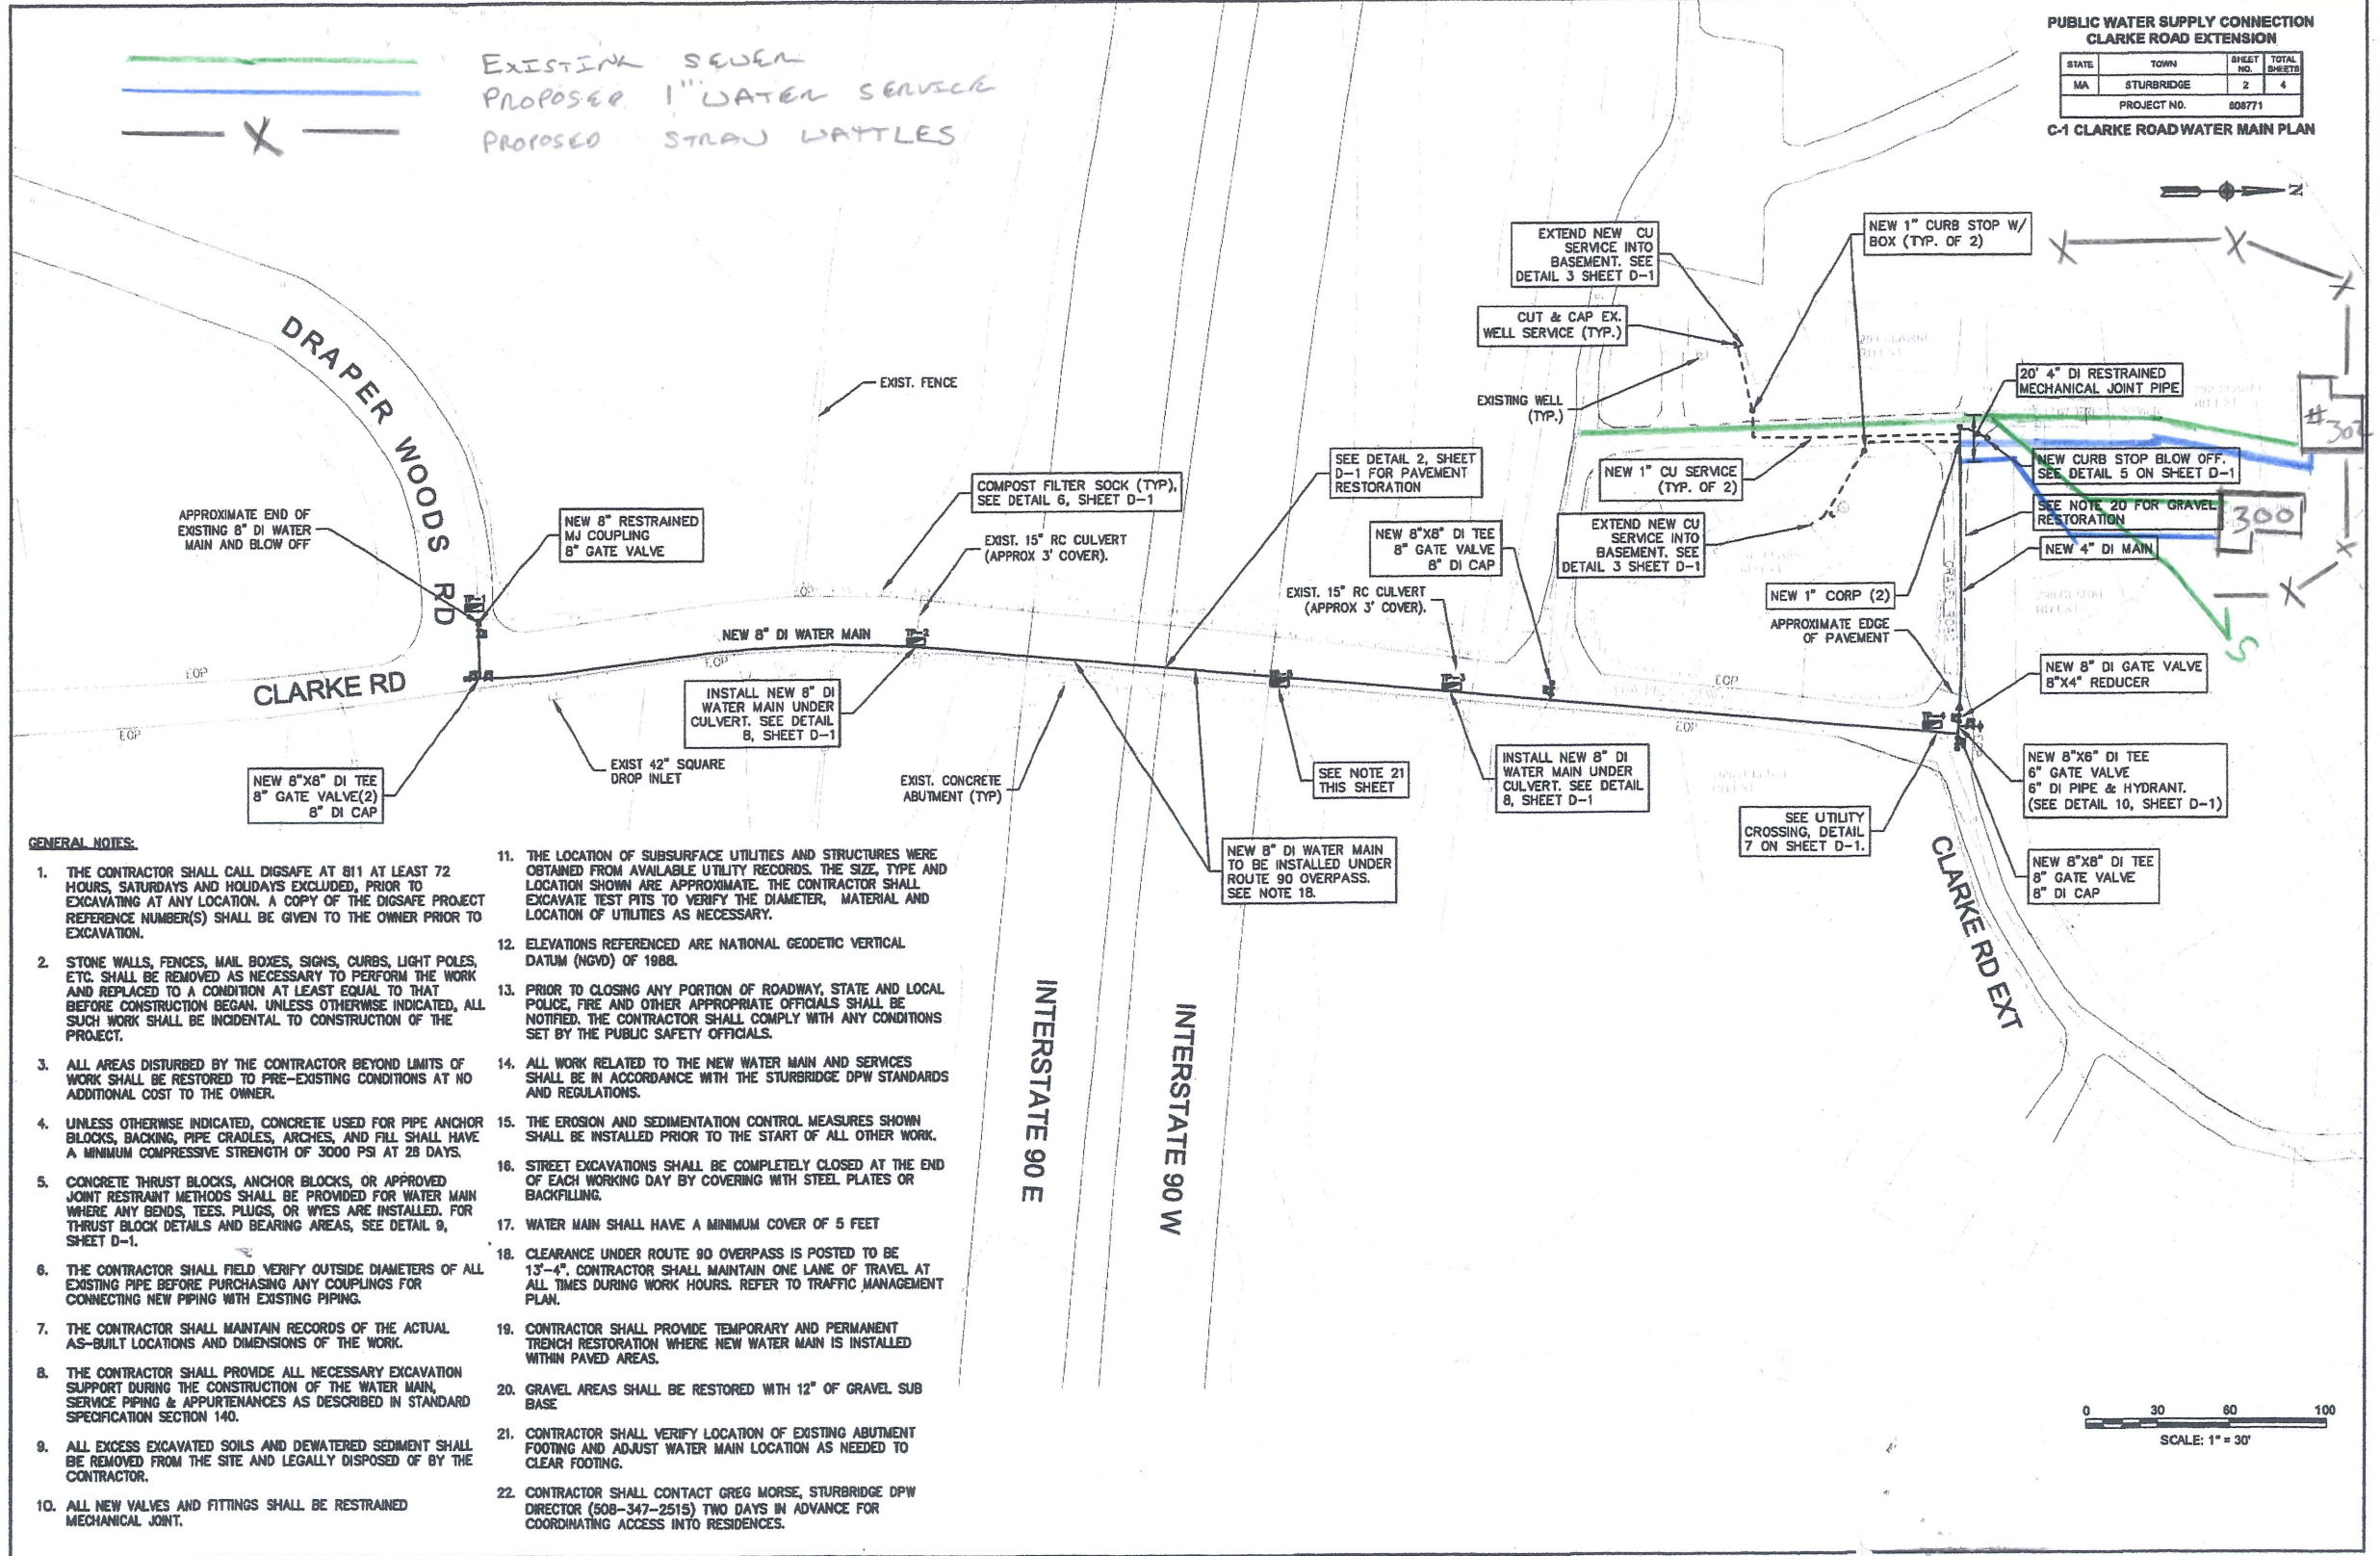 EXISTING SEWER
PROPOSED 1" WATER SERVICE
X
PROPOSED STRAW WATTLES
PUBLIC WATER SUPPLY CONNECTION
CLARKE ROAD EXTENSION
STATE TOWN SHEET NO. TOTAL SHEETS
MA STURBRIDGE 2 4
PROJECT NO. 608771
C-1 CLARKE ROAD WATER MAIN PLAN
N
EXTEND NEW CU
SERVICE INTO
BASEMENT. SEE
DETAIL 3 SHEET D-1
NEW 1" CURB STOP W/
BOX (TYP. OF 2)
X X X
CUT & CAP EX.
WELL SERVICE (TYP.)
DRAPER WOODS RD
EXIST. FENCE
EXISTING WELL
(TYP.)
20' 4" DI RESTRAINED
MECHANICAL JOINT PIPE
# 302
SEE DETAIL 2, SHEET
D-1 FOR PAVEMENT
RESTORATION
NEW 1" CU SERVICE
(TYP. OF 2)
NEW CURB STOP BLOW OFF.
SEE DETAIL 5 ON SHEET D-1
COMPOST FILTER SOCK (TYP),
SEE DETAIL 6, SHEET D-1
APPROXIMATE END OF
EXISTING 8" DI WATER
MAIN AND BLOW OFF
NEW 8" RESTRAINED
MJ COUPLING
8" GATE VALVE
EXIST. 15" RC CULVERT
(APPROX 3' COVER).
NEW 8"X8" DI TEE
8" GATE VALVE
8" DI CAP
EXTEND NEW CU
SERVICE INTO
BASEMENT. SEE
DETAIL 3 SHEET D-1
SEE NOTE 20 FOR GRAVEL
RESTORATION
300
NEW 4" DI MAIN
X
X
EXIST. 15" RC CULVERT
(APPROX 3' COVER).
NEW 1" CORP (2)
APPROXIMATE EDGE
OF PAVEMENT
S
TP-1
EOP
NEW 8" DI WATER MAIN
TP-2
EOP
EOP
CLARKE RD
EOP
TP-3
EOP
EOP
TP-4
NEW 8" DI GATE VALVE
8"X4" REDUCER
INSTALL NEW 8" DI
WATER MAIN UNDER
CULVERT. SEE DETAIL
8, SHEET D-1
NEW 8"X8" DI TEE
8" GATE VALVE(2)
8" DI CAP
EXIST 42" SQUARE
DROP INLET
EXIST. CONCRETE
ABUTMENT (TYP)
SEE NOTE 21
THIS SHEET
INSTALL NEW 8" DI
WATER MAIN UNDER
CULVERT. SEE DETAIL
8, SHEET D-1
NEW 8"X6" DI TEE
6" GATE VALVE
6" DI PIPE & HYDRANT.
(SEE DETAIL 10, SHEET D-1)
SEE UTILITY
CROSSING, DETAIL
7 ON SHEET D-1.
NEW 8" DI WATER MAIN
TO BE INSTALLED UNDER
ROUTE 90 OVERPASS.
SEE NOTE 18.
NEW 8"X8" DI TEE
8" GATE VALVE
8" DI CAP
CLARKE RD EXT
INTERSTATE 90 E
INTERSTATE 90 W
GENERAL NOTES:
1. THE CONTRACTOR SHALL CALL DIGSAFE AT 811 AT LEAST 72
HOURS, SATURDAYS AND HOLIDAYS EXCLUDED, PRIOR TO
EXCAVATING AT ANY LOCATION. A COPY OF THE DIGSAFE PROJECT
REFERENCE NUMBER(S) SHALL BE GIVEN TO THE OWNER PRIOR TO
EXCAVATION.
2. STONE WALLS, FENCES, MAIL BOXES, SIGNS, CURBS, LIGHT POLES,
ETC. SHALL BE REMOVED AS NECESSARY TO PERFORM THE WORK
AND REPLACED TO A CONDITION AT LEAST EQUAL TO THAT
BEFORE CONSTRUCTION BEGAN. UNLESS OTHERWISE INDICATED, ALL
SUCH WORK SHALL BE INCIDENTAL TO CONSTRUCTION OF THE
PROJECT.
3. ALL AREAS DISTURBED BY THE CONTRACTOR BEYOND LIMITS OF
WORK SHALL BE RESTORED TO PRE-EXISTING CONDITIONS AT NO
ADDITIONAL COST TO THE OWNER.
4. UNLESS OTHERWISE INDICATED, CONCRETE USED FOR PIPE ANCHOR
BLOCKS, BACKING, PIPE CRADLES, ARCHES, AND FILL SHALL HAVE
A MINIMUM COMPRESSIVE STRENGTH OF 3000 PSI AT 28 DAYS.
5. CONCRETE THRUST BLOCKS, ANCHOR BLOCKS, OR APPROVED
JOINT RESTRAINT METHODS SHALL BE PROVIDED FOR WATER MAIN
WHERE ANY BENDS, TEES. PLUGS, OR WYES ARE INSTALLED. FOR
THRUST BLOCK DETAILS AND BEARING AREAS, SEE DETAIL 9,
SHEET D-1.
6. THE CONTRACTOR SHALL FIELD VERIFY OUTSIDE DIAMETERS OF ALL
EXISTING PIPE BEFORE PURCHASING ANY COUPLINGS FOR
CONNECTING NEW PIPING WITH EXISTING PIPING.
7. THE CONTRACTOR SHALL MAINTAIN RECORDS OF THE ACTUAL
AS-BUILT LOCATIONS AND DIMENSIONS OF THE WORK.
8. THE CONTRACTOR SHALL PROVIDE ALL NECESSARY EXCAVATION
SUPPORT DURING THE CONSTRUCTION OF THE WATER MAIN,
SERVICE PIPING & APPURTENANCES AS DESCRIBED IN STANDARD
SPECIFICATION SECTION 140.
9. ALL EXCESS EXCAVATED SOILS AND DEWATERED SEDIMENT SHALL
BE REMOVED FROM THE SITE AND LEGALLY DISPOSED OF BY THE
CONTRACTOR.
10. ALL NEW VALVES AND FITTINGS SHALL BE RESTRAINED
MECHANICAL JOINT.
11. THE LOCATION OF SUBSURFACE UTILITIES AND STRUCTURES WERE
OBTAINED FROM AVAILABLE UTILITY RECORDS. THE SIZE, TYPE AND
LOCATION SHOWN ARE APPROXIMATE. THE CONTRACTOR SHALL
EXCAVATE TEST PITS TO VERIFY THE DIAMETER, MATERIAL AND
LOCATION OF UTILITIES AS NECESSARY.
12. ELEVATIONS REFERENCED ARE NATIONAL GEODETIC VERTICAL
DATUM (NGVD) OF 1988.
13. PRIOR TO CLOSING ANY PORTION OF ROADWAY, STATE AND LOCAL
POLICE, FIRE AND OTHER APPROPRIATE OFFICIALS SHALL BE
NOTIFIED. THE CONTRACTOR SHALL COMPLY WITH ANY CONDITIONS
SET BY THE PUBLIC SAFETY OFFICIALS.
14. ALL WORK RELATED TO THE NEW WATER MAIN AND SERVICES
SHALL BE IN ACCORDANCE WITH THE STURBRIDGE DPW STANDARDS
AND REGULATIONS.
15. THE EROSION AND SEDIMENTATION CONTROL MEASURES SHOWN
SHALL BE INSTALLED PRIOR TO THE START OF ALL OTHER WORK.
16. STREET EXCAVATIONS SHALL BE COMPLETELY CLOSED AT THE END
OF EACH WORKING DAY BY COVERING WITH STEEL PLATES OR
BACKFILLING.
17. WATER MAIN SHALL HAVE A MINIMUM COVER OF 5 FEET
18. CLEARANCE UNDER ROUTE 90 OVERPASS IS POSTED TO BE
13'-4". CONTRACTOR SHALL MAINTAIN ONE LANE OF TRAVEL AT
ALL TIMES DURING WORK HOURS. REFER TO TRAFFIC MANAGEMENT
PLAN.
19. CONTRACTOR SHALL PROVIDE TEMPORARY AND PERMANENT
TRENCH RESTORATION WHERE NEW WATER MAIN IS INSTALLED
WITHIN PAVED AREAS.
20. GRAVEL AREAS SHALL BE RESTORED WITH 12" OF GRAVEL SUB
BASE
21. CONTRACTOR SHALL VERIFY LOCATION OF EXISTING ABUTMENT
FOOTING AND ADJUST WATER MAIN LOCATION AS NEEDED TO
CLEAR FOOTING.
22. CONTRACTOR SHALL CONTACT GREG MORSE, STURBRIDGE DPW
DIRECTOR (508-347-2515) TWO DAYS IN ADVANCE FOR
COORDINATING ACCESS INTO RESIDENCES.
0 30 60 100
SCALE: 1" = 30'